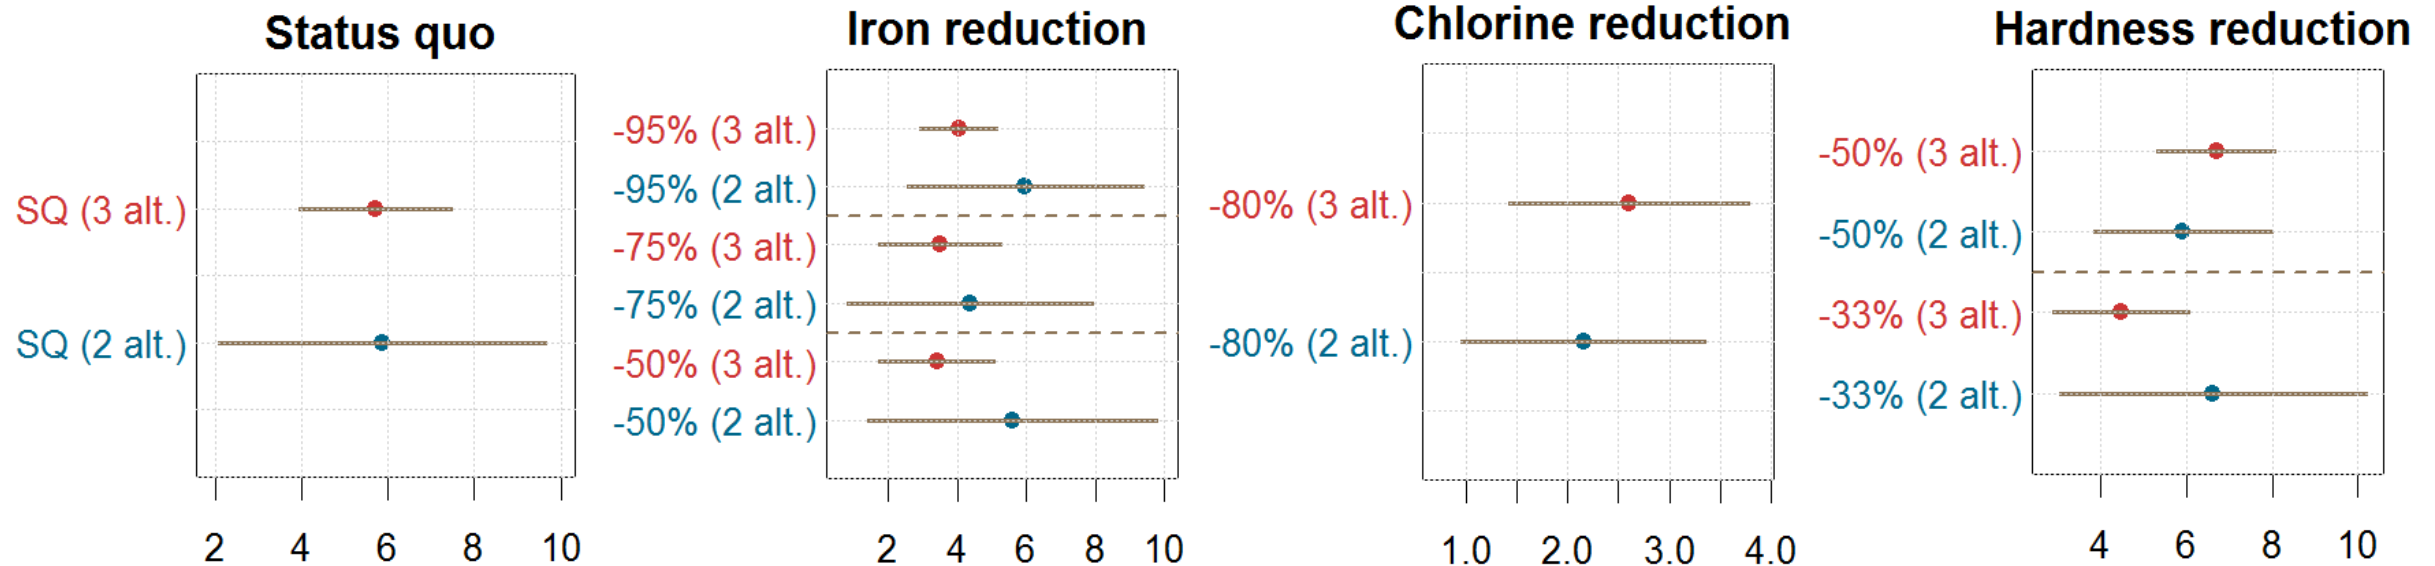 Status quo
SQ (3 alt.)
SQ (2 alt.)
2 4 6 8 10
Iron reduction
-95% (3 alt.)
-95% (2 alt.)
-75% (3 alt.)
-75% (2 alt.)
-50% (3 alt.)
-50% (2 alt.)
2 4 6 8 10
Chlorine reduction
-80% (3 alt.)
-80% (2 alt.)
1.0 2.0 3.0 4.0
Hardness reduction
-50% (3 alt.)
-50% (2 alt.)
-33% (3 alt.)
-33% (2 alt.)
4 6 8 10